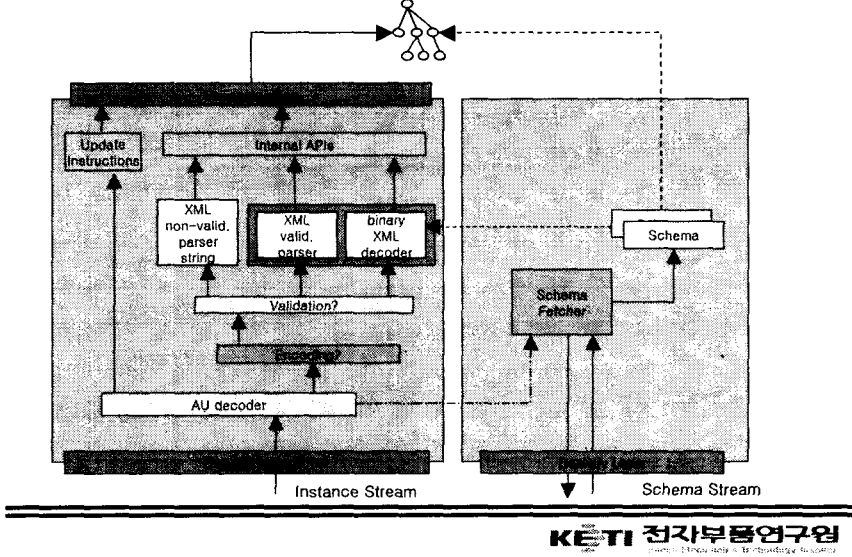 Update
Instructions
Internal APIs
XML
non-valid.
parser
string
XML
valid.
parser
binary
XML
decoder
Schema
Schema
Fetcher
Validation?
Encoding?
AU decoder
Instance Stream
Schema Stream
KETI 전자부품연구원